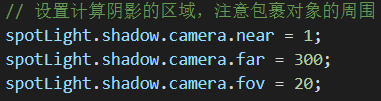 // 设置计算阴影的区域，注意包裹对象的周围
spotLight.shadow.camera.near = 1;
spotLight.shadow.camera.far = 300;
spotLight.shadow.camera.fov = 20;